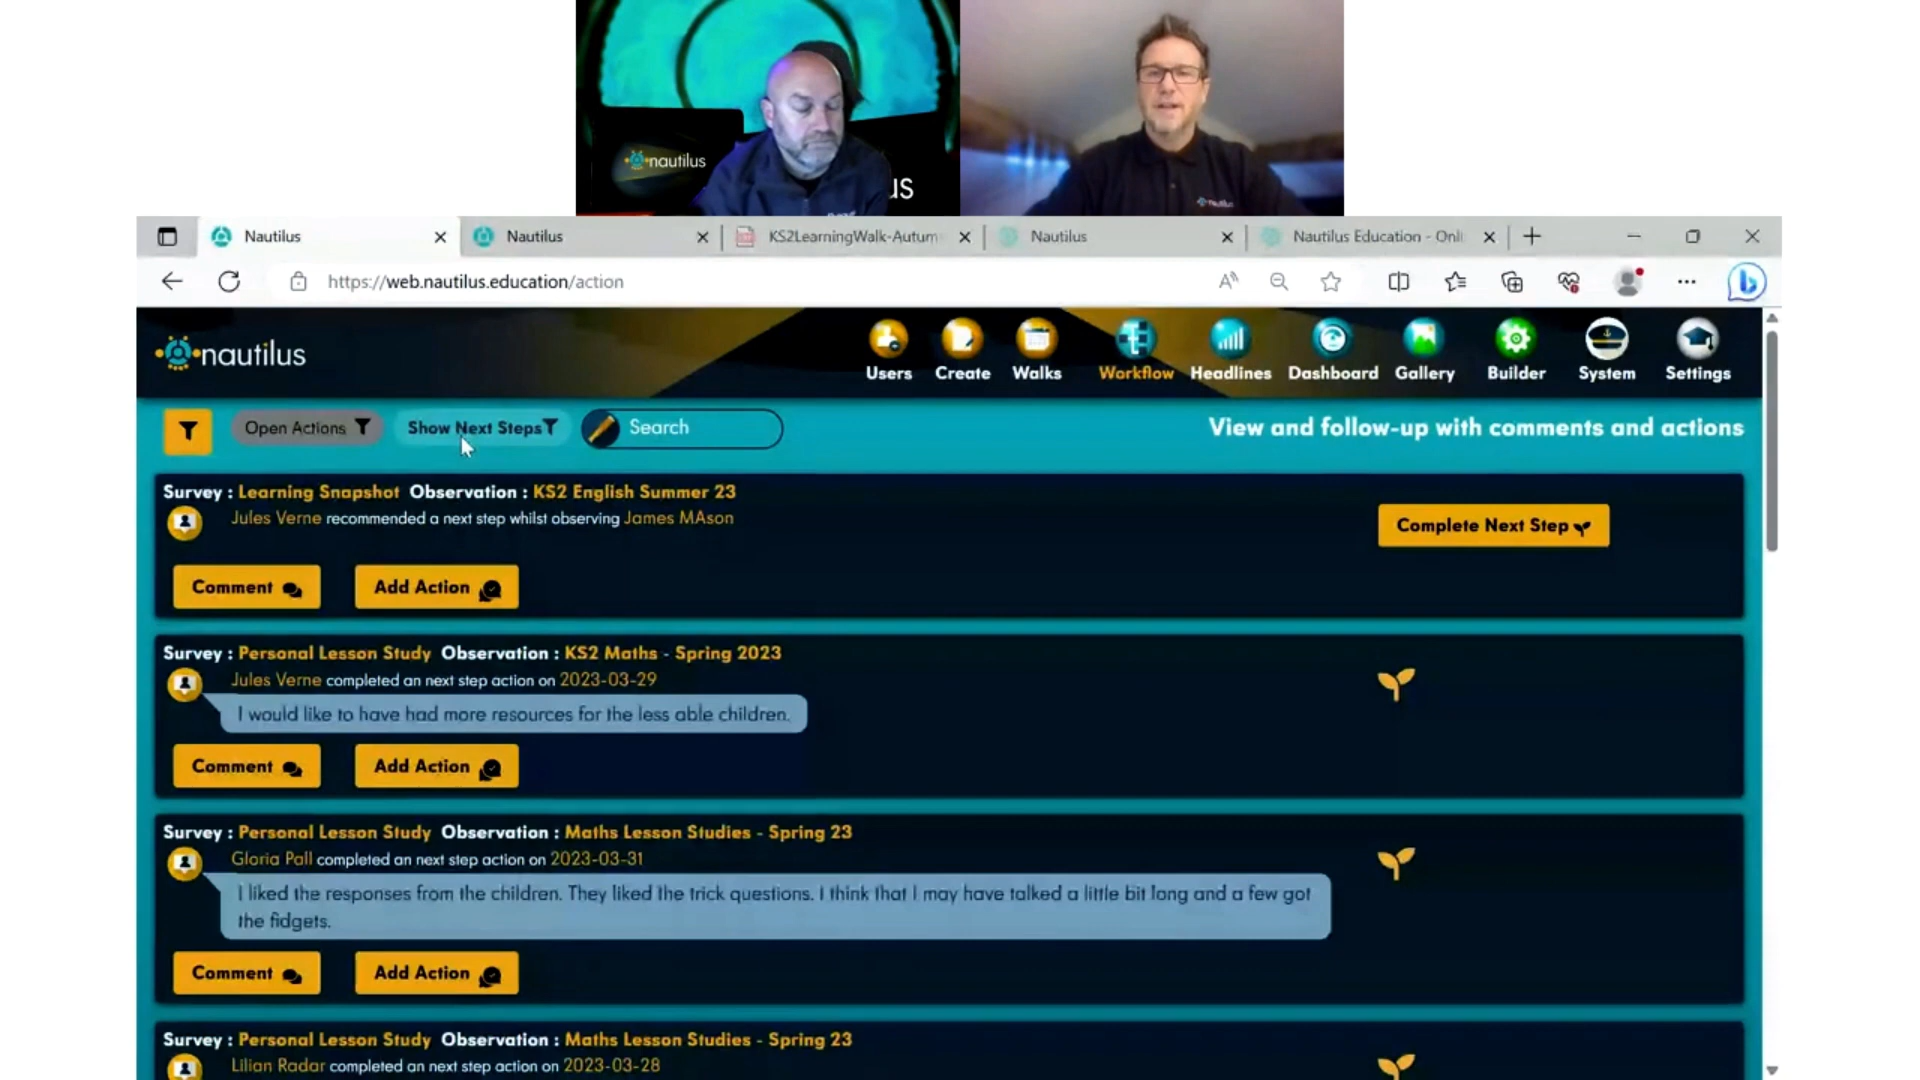 nautilus
us
nautilus
Nautilus
Nautilus
KS2LearningWalk-Autum
Nautilus
Nautilus Education - Onli
https://web.nautilus.education/action
nautilus
Users
Create
Walks
Workflow
Headlines
Dashboard
Gallery
Builder
System
Settings
Open Actions
Show Next Steps
Search
View and follow-up with comments and actions
Survey : Learning Snapshot Observation : KS2 English Summer 23
Jules Verne recommended a next step whilst observing James MAson
Complete Next Step
Comment
Add Action
Survey : Personal Lesson Study Observation : KS2 Maths - Spring 2023
Jules Verne completed an next step action on 2023-03-29
I would like to have had more resources for the less able children.
Comment
Add Action
Survey : Personal Lesson Study Observation : Maths Lesson Studies - Spring 23
Gloria Pall completed an next step action on 2023-03-31
I liked the responses from the children. They liked the trick questions. I think that I may have talked a little bit long and a few got
the fidgets.
Comment
Add Action
Survey : Personal Lesson Study Observation : Maths Lesson Studies - Spring 23
Lilian Radar completed an next step action on 2023-03-28